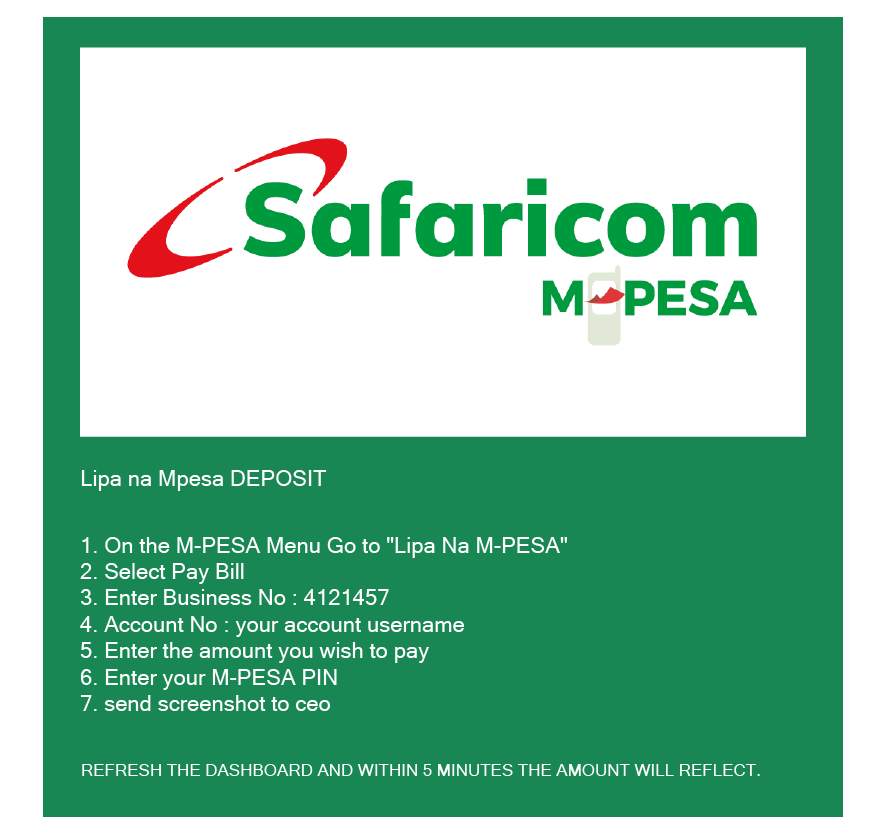 Safaricom
M-PESA
Lipa na Mpesa DEPOSIT
1. On the M-PESA Menu Go to "Lipa Na M-PESA"
2. Select Pay Bill
3. Enter Business No : 4121457
4. Account No : your account username
5. Enter the amount you wish to pay
6. Enter your M-PESA PIN
7. send screenshot to ceo
REFRESH THE DASHBOARD AND WITHIN 5 MINUTES THE AMOUNT WILL REFLECT.